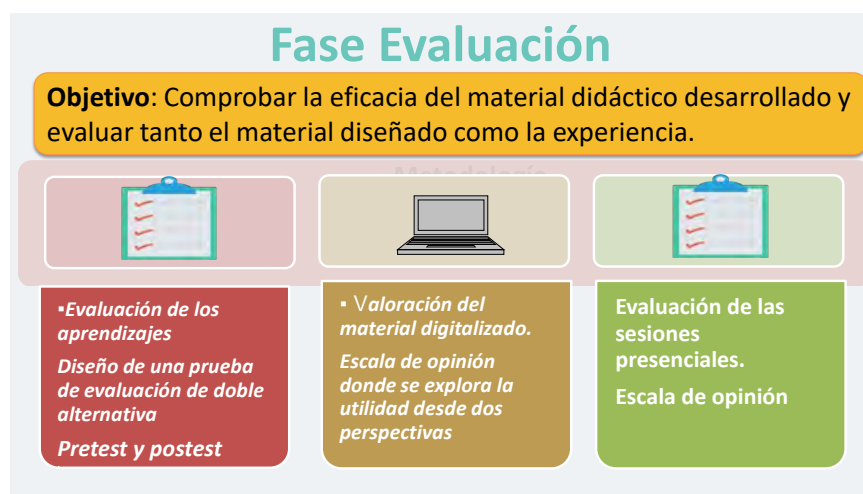 Fase Evaluación
Objetivo: Comprobar la eficacia del material didáctico desarrollado y
evaluar tanto el material diseñado como la experiencia.
Metodología
▪Evaluación de los
aprendizajes
Diseño de una prueba
de evaluación de doble
alternativa
Pretest y postest
▪ Valoración del
material digitalizado.
Escala de opinión
donde se explora la
utilidad desde dos
perspectivas
Evaluación de las
sesiones
presenciales.
Escala de opinión